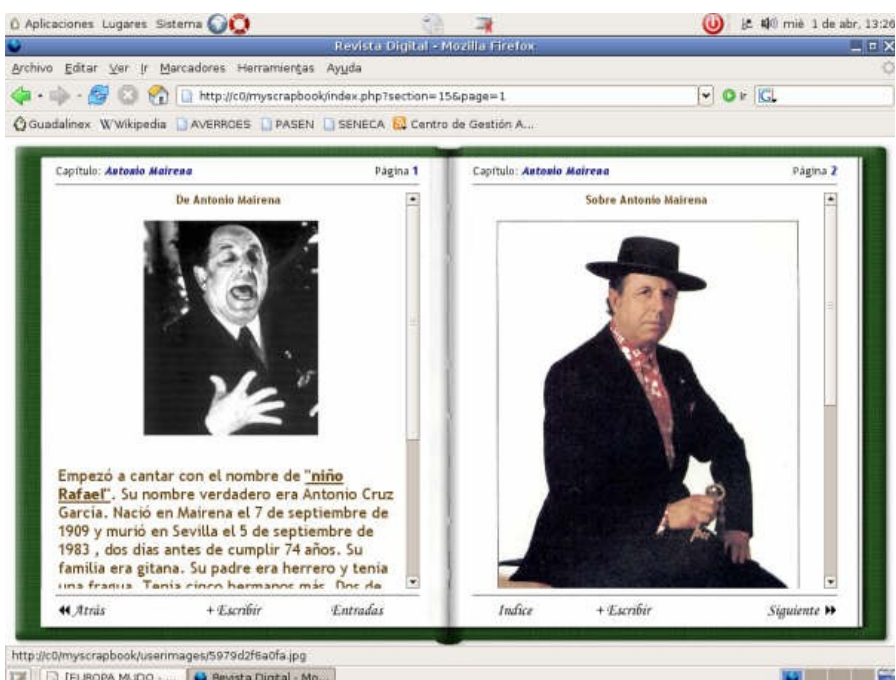 Aplicaciones Lugares Sistema mié 1 de abr, 13:26
Revista Digital - Mozilla Firefox
Archivo Editar Ver Ir Marcadores Herramientas Ayuda
http://c0/myscrapbook/index.php?section=15&page=1 Ir
Guadalinex Wikipedia AVERROES PASEN SENECA Centro de Gestión A...
Capítulo: Antonio Mairena Página 1
De Antonio Mairena
Empezó a cantar con el nombre de "niño
Rafael". Su nombre verdadero era Antonio Cruz
García. Nació en Mairena el 7 de septiembre de
1909 y murió en Sevilla el 5 de septiembre de
1983 , dos días antes de cumplir 74 años. Su
familia era gitana. Su padre era herrero y tenía
una fragua. Tenía cinco hermanos más. Dos de
Atrás + Escribir Entradas
Capítulo: Antonio Mairena Página 2
Sobre Antonio Mairena
Indice + Escribir Siguiente
http://c0/myscrapbook/userimages/5979d2f6a0fa.jpg
[EUROPA MUDO - ... Revista Digital - Mo...